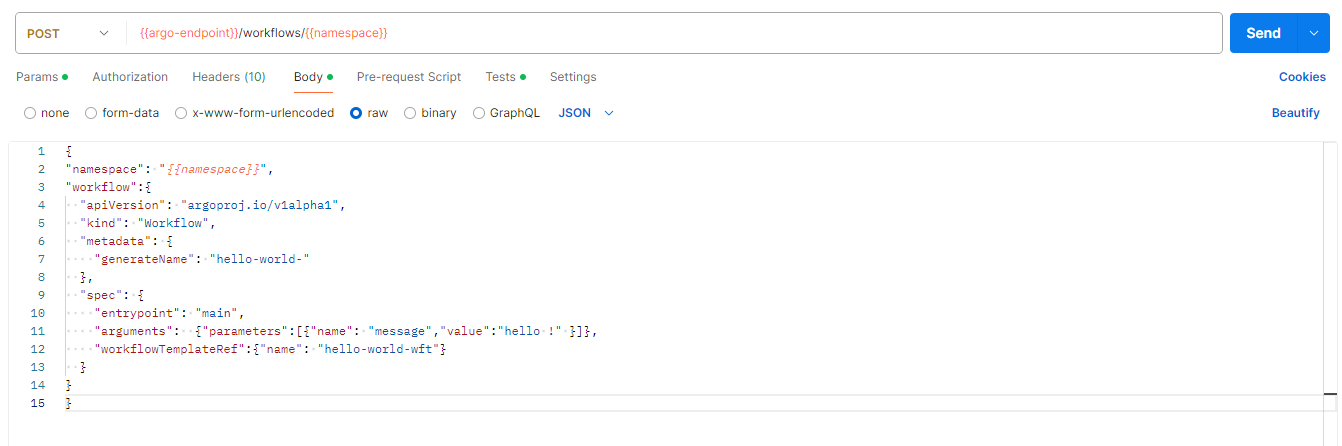 POST {{argo-endpoint}}/workflows/{{namespace}} Send
Params Authorization Headers (10) Body Pre-request Script Tests Settings Cookies
none form-data x-www-form-urlencoded raw binary GraphQL JSON Beautify
1 {
2 "namespace": "{{namespace}}",
3 "workflow":{
4 "apiVersion": "argoproj.io/v1alpha1",
5 "kind": "Workflow",
6 "metadata": {
7 "generateName": "hello-world-"
8 },
9 "spec": {
10 "entrypoint": "main",
11 "arguments": {"parameters":[{"name": "message","value":"hello !" }]},
12 "workflowTemplateRef":{"name": "hello-world-wft"}
13 }
14 }
15 }